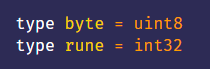 type byte = uint8
type rune = int32